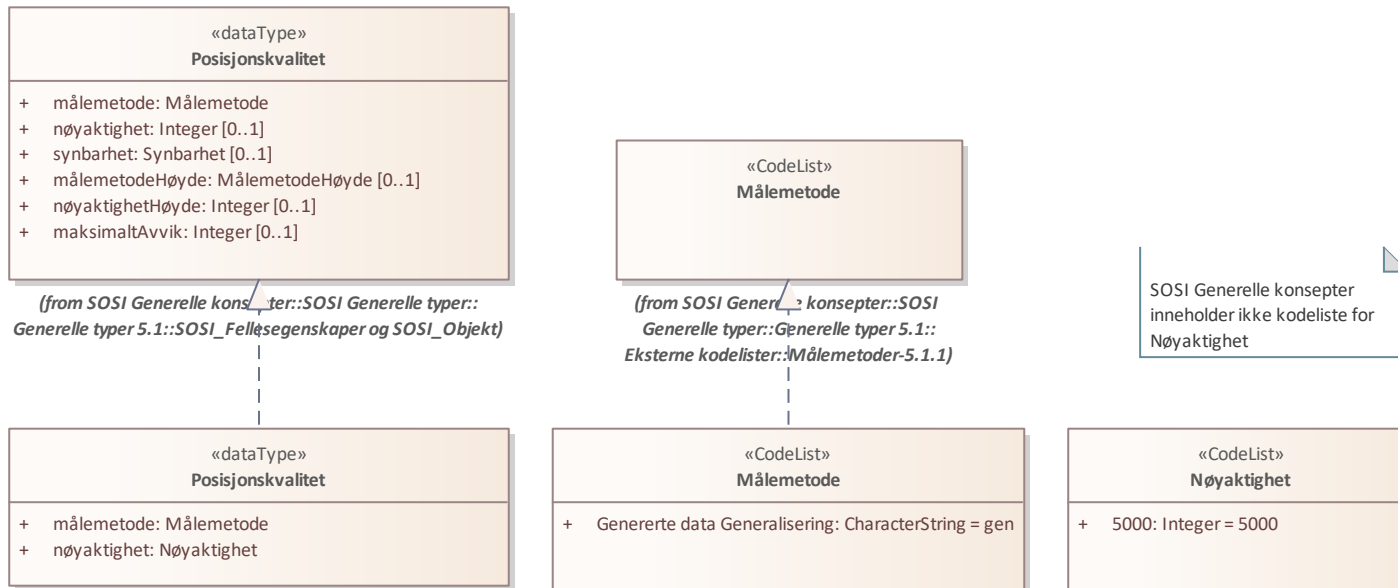 «dataType»
Posisjonskvalitet
+ målemetode: Målemetode
+ nøyaktighet: Integer [0..1]
+ synbarhet: Synbarhet [0..1]
+ målemetodeHøyde: MålemetodeHøyde [0..1]
+ nøyaktighetHøyde: Integer [0..1]
+ maksimaltAvvik: Integer [0..1]
(from SOSI Generelle konsepter::SOSI Generelle typer::
Generelle typer 5.1::SOSI_Fellesegenskaper og SOSI_Objekt)
«CodeList»
Målemetode
(from SOSI Generelle konsepter::SOSI
Generelle typer::Generelle typer 5.1::
Eksterne kodelister::Målemetoder-5.1.1)
SOSI Generelle konsepter
inneholder ikke kodeliste for
Nøyaktighet
«dataType»
Posisjonskvalitet
+ målemetode: Målemetode
+ nøyaktighet: Nøyaktighet
«CodeList»
Målemetode
+ Genererte data Generalisering: CharacterString = gen
«CodeList»
Nøyaktighet
+ 5000: Integer = 5000